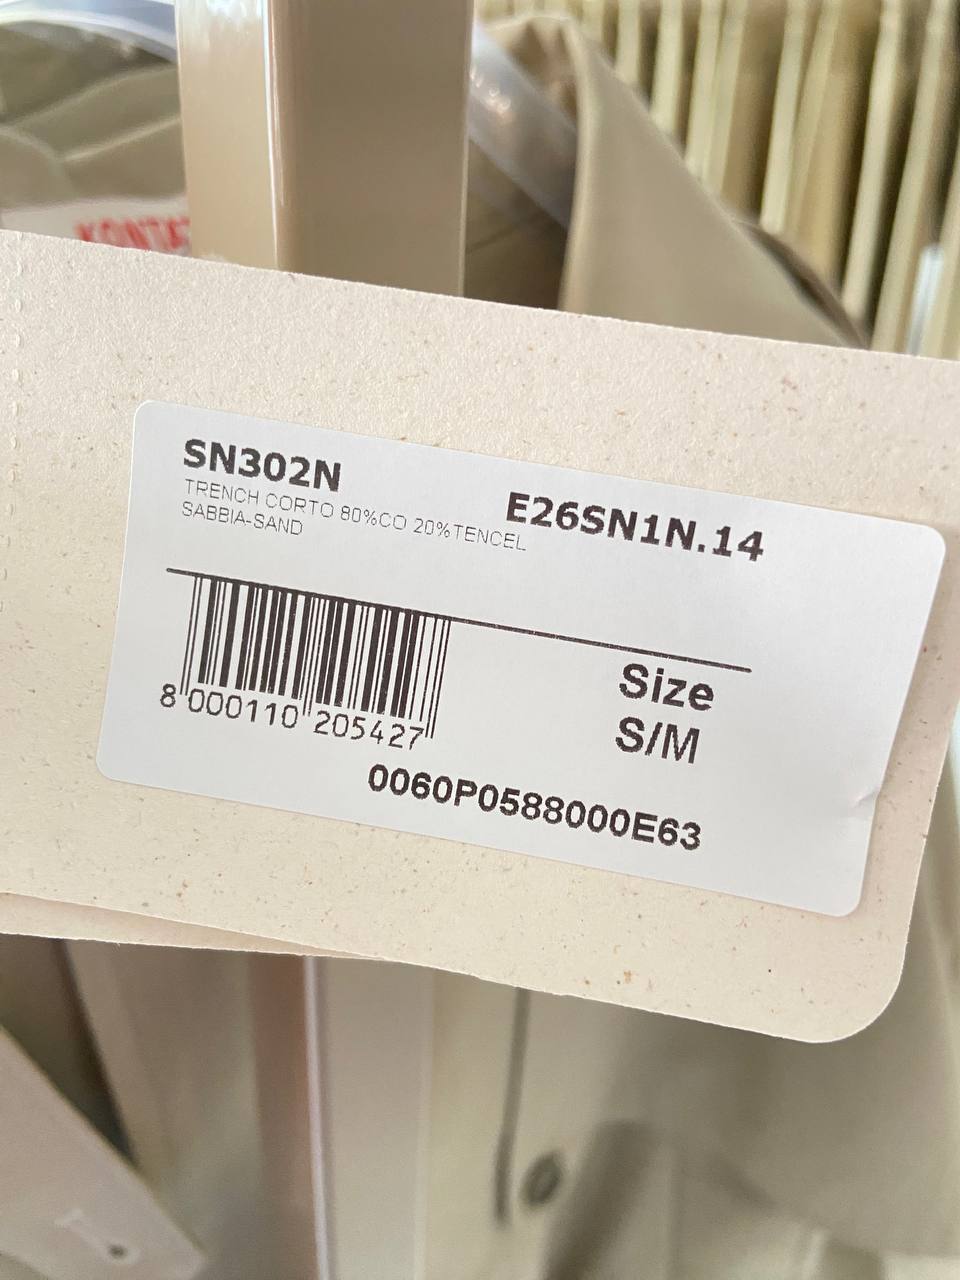 SN302N
E26SN1N.14
TRENCH CORTO 80%CO 20%TENCEL
SABBIA-SAND
Size
S/M
8 000110 205427
0060P0588000E63